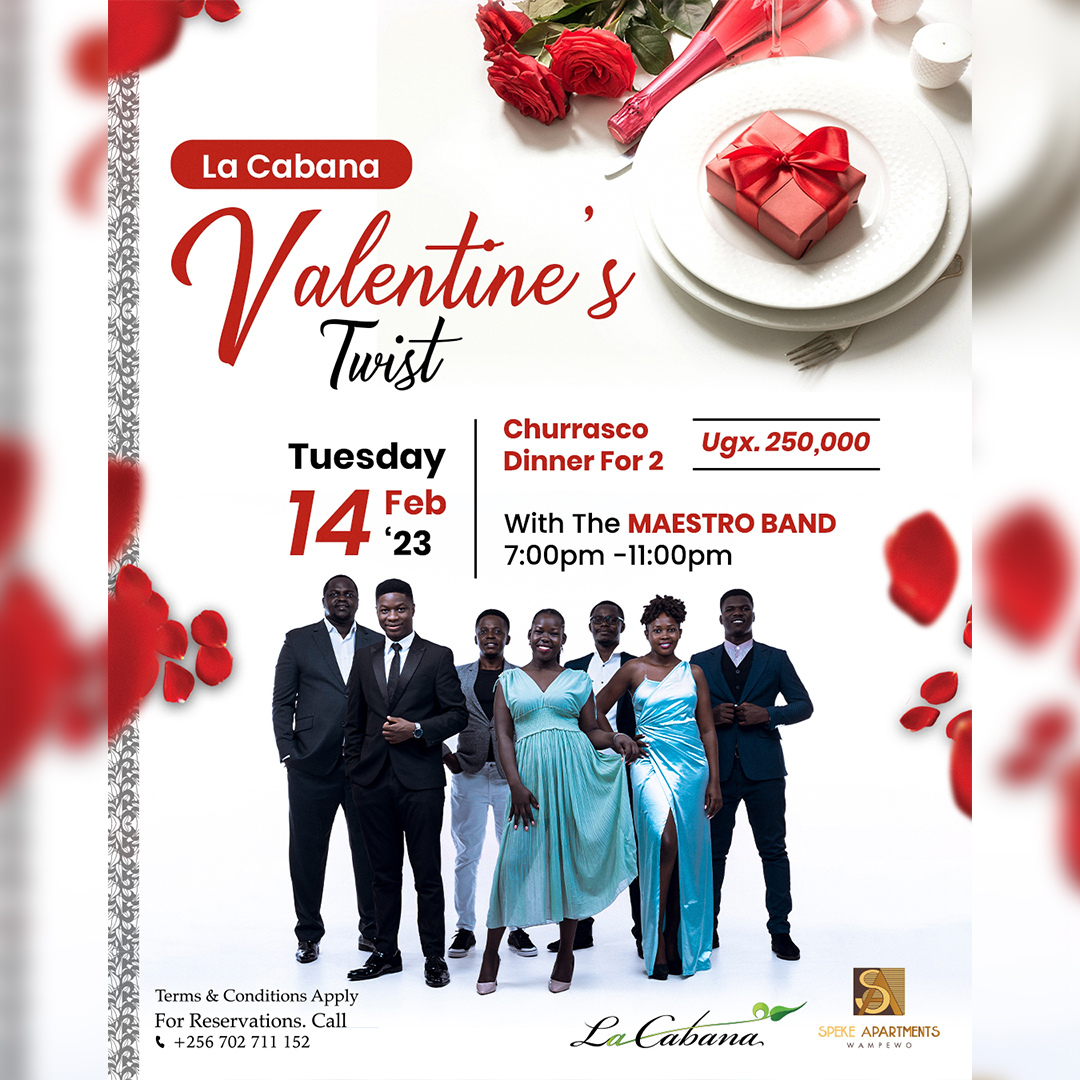 La Cabana
Valentine's
Twist
Tuesday
14 Feb
‘23
Churrasco
Dinner For 2
Ugx. 250,000
With The MAESTRO BAND
7:00pm -11:00pm
Terms & Conditions Apply
For Reservations. Call
+256 702 711 152
La Cabana
SA
SPEKE APARTMENTS
WAMPEWO